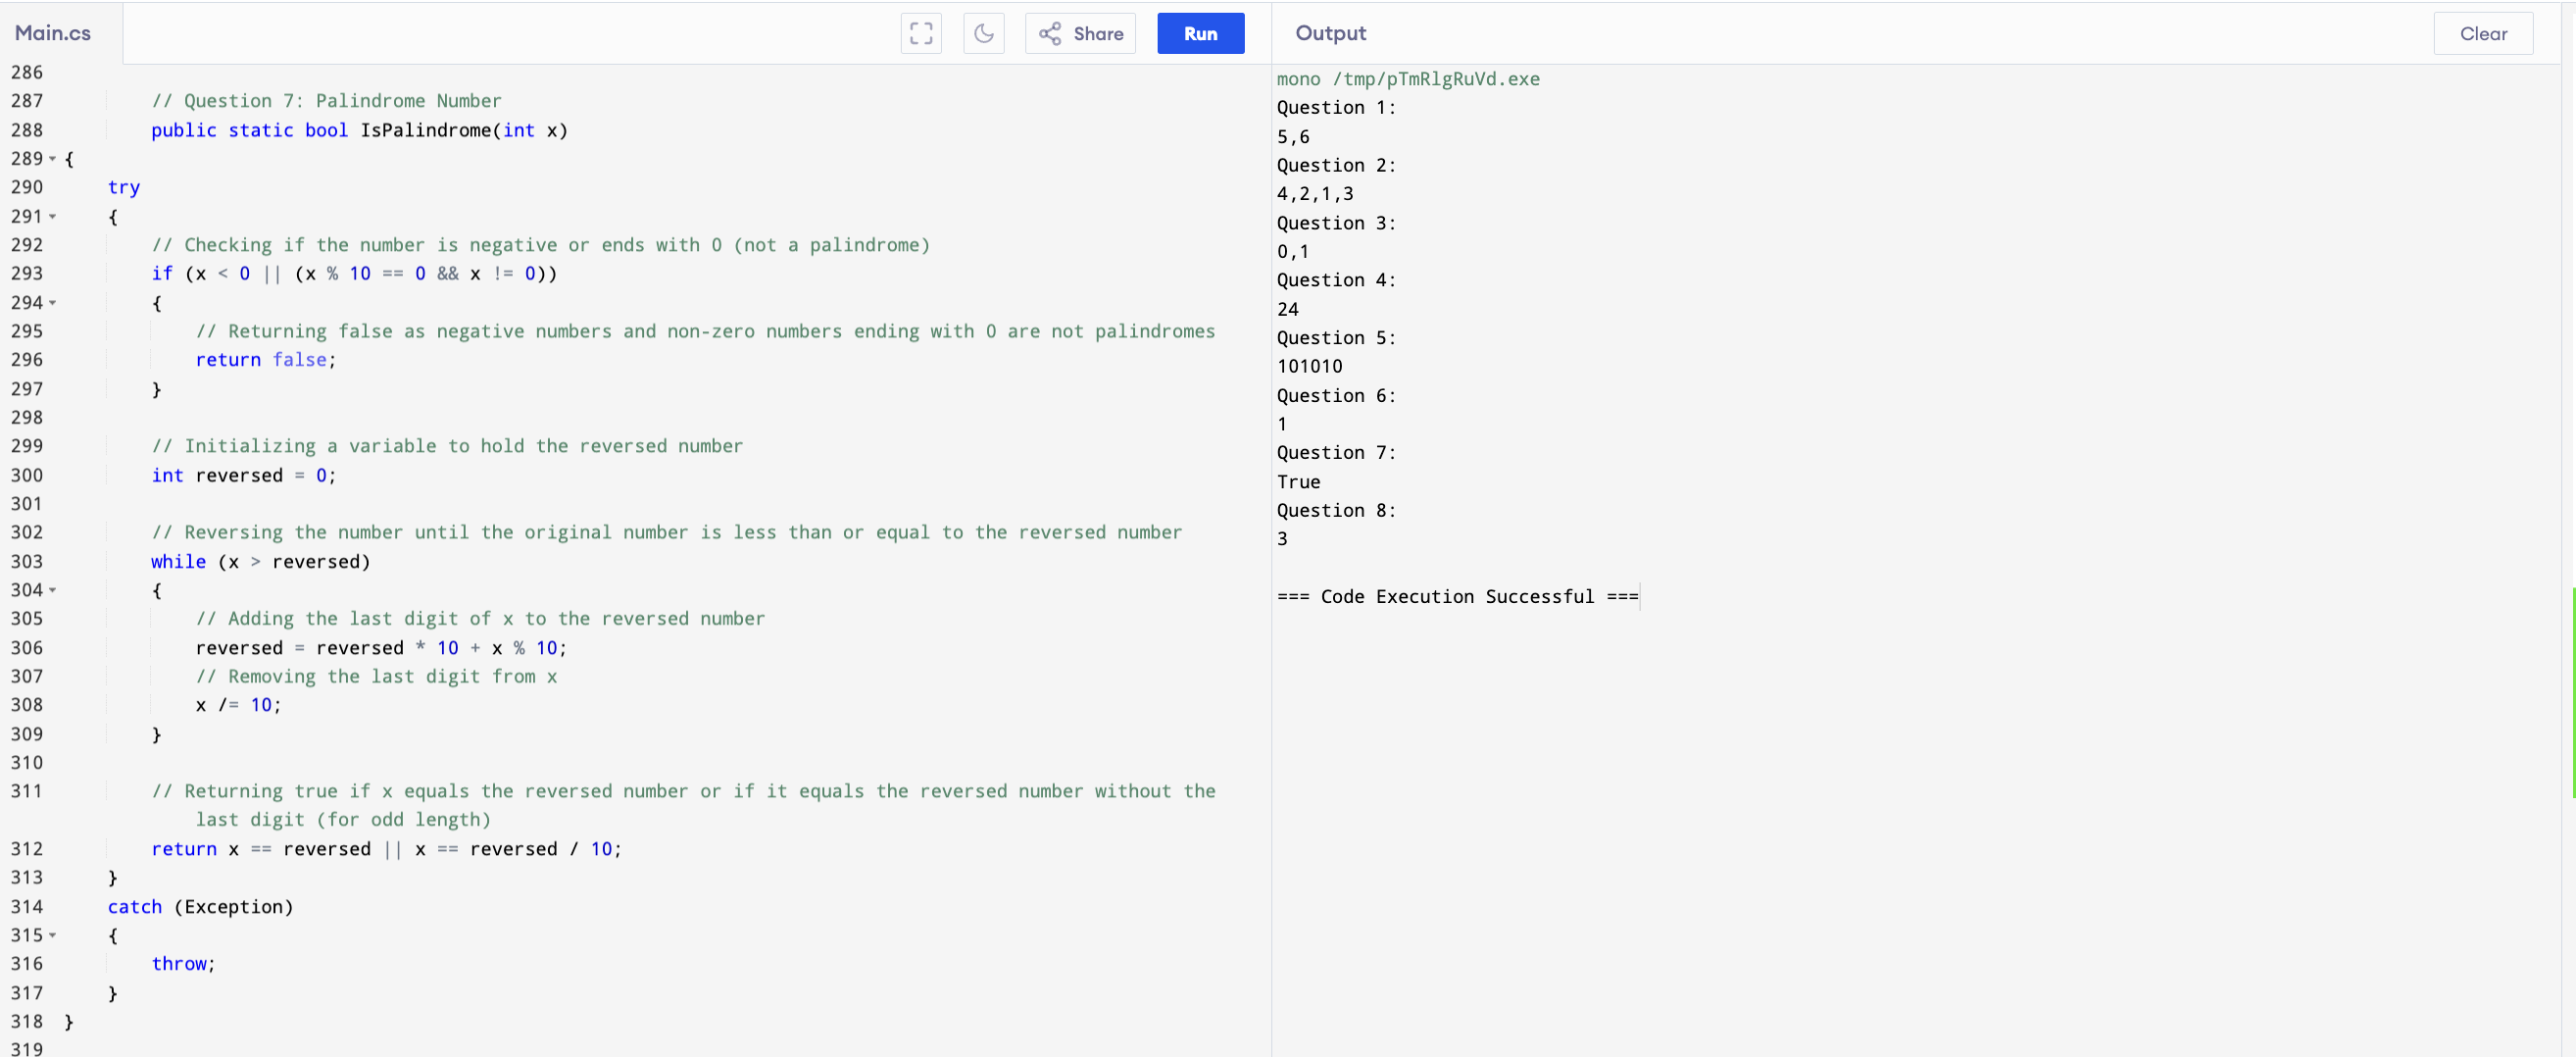 Main.cs
Share
Run
Output
Clear
286
287 // Question 7: Palindrome Number
288 public static bool IsPalindrome(int x)
289 {
290 try
291 {
292 // Checking if the number is negative or ends with 0 (not a palindrome)
293 if (x < 0 || (x % 10 == 0 && x != 0))
294 {
295 // Returning false as negative numbers and non-zero numbers ending with 0 are not palindromes
296 return false;
297 }
298
299 // Initializing a variable to hold the reversed number
300 int reversed = 0;
301
302 // Reversing the number until the original number is less than or equal to the reversed number
303 while (x > reversed)
304 {
305 // Adding the last digit of x to the reversed number
306 reversed = reversed * 10 + x % 10;
307 // Removing the last digit from x
308 x /= 10;
309 }
310
311 // Returning true if x equals the reversed number or if it equals the reversed number without the
last digit (for odd length)
312 return x == reversed || x == reversed / 10;
313 }
314 catch (Exception)
315 {
316 throw;
317 }
318 }
319
mono /tmp/pTmRlgRuVd.exe
Question 1:
5,6
Question 2:
4,2,1,3
Question 3:
0,1
Question 4:
24
Question 5:
101010
Question 6:
1
Question 7:
True
Question 8:
3
=== Code Execution Successful ===